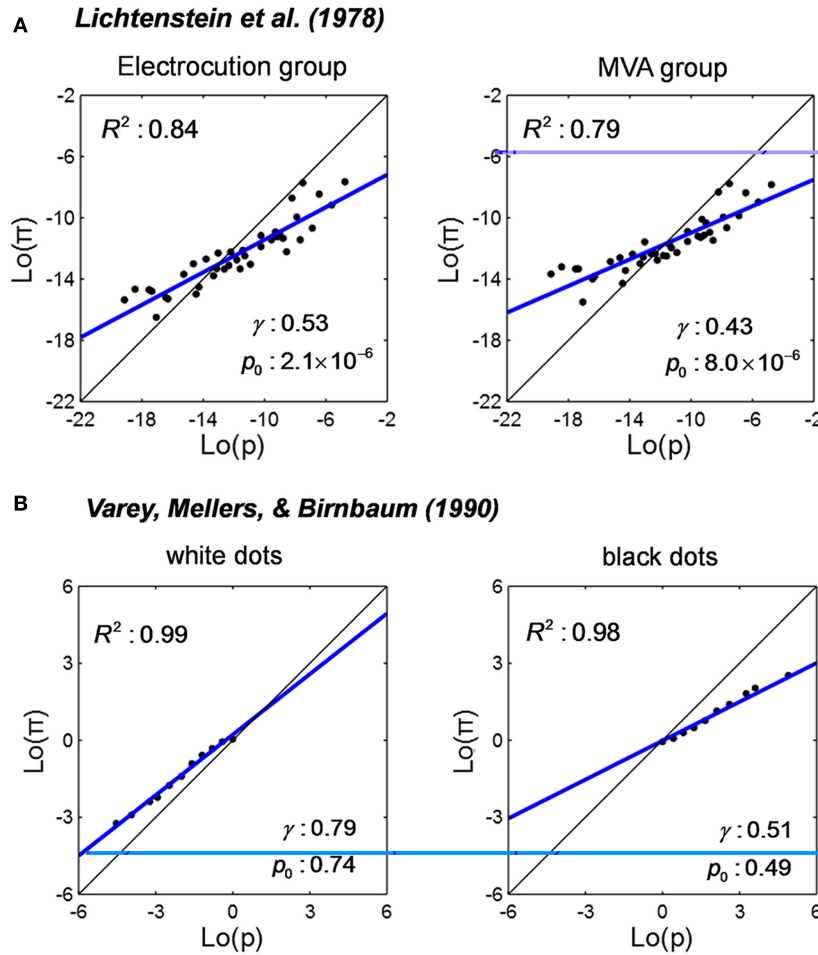 A
Lichtenstein et al. (1978)
Electrocution group
MVA group
-2
-6
-10
-14
-18
-22
Lo(π)
R² : 0.84
γ : 0.53
p₀ : 2.1×10⁻⁶
-22 -18 -14 -10 -6 -2
Lo(p)
-2
-6
-10
-14
-18
-22
Lo(π)
R² : 0.79
γ : 0.43
p₀ : 8.0×10⁻⁶
-22 -18 -14 -10 -6 -2
Lo(p)
B
Varey, Mellers, & Birnbaum (1990)
white dots
black dots
6
3
0
-3
-6
Lo(π)
R² : 0.99
γ : 0.79
p₀ : 0.74
-6 -3 0 3 6
Lo(p)
6
3
0
-3
-6
Lo(π)
R² : 0.98
γ : 0.51
p₀ : 0.49
-6 -3 0 3 6
Lo(p)